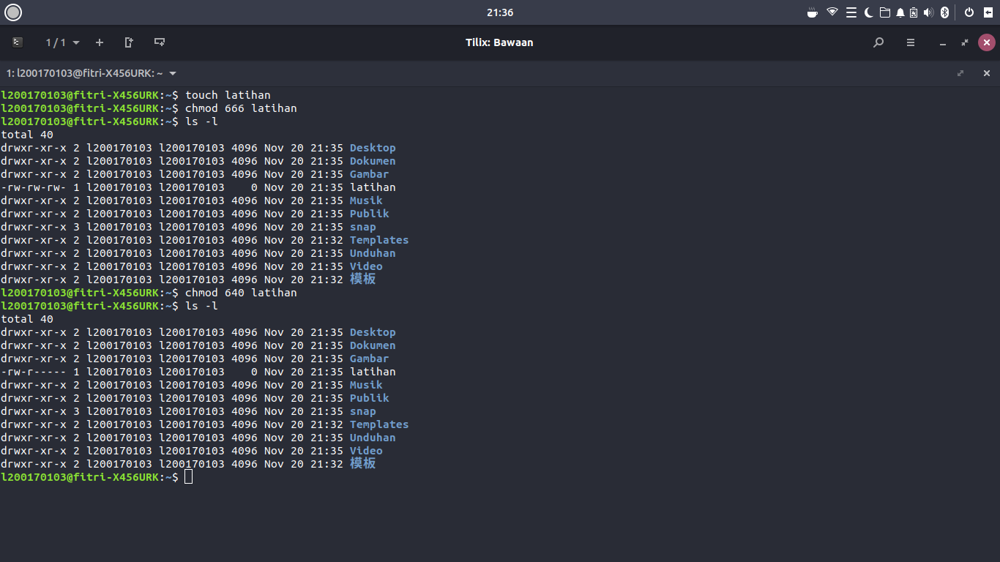 21:36
1 / 1
Tilix: Bawaan
1: l200170103@fitri-X456URK: ~
l200170103@fitri-X456URK:~$ touch latihan
l200170103@fitri-X456URK:~$ chmod 666 latihan
l200170103@fitri-X456URK:~$ ls -l
total 40
drwxr-xr-x 2 l200170103 l200170103 4096 Nov 20 21:35 Desktop
drwxr-xr-x 2 l200170103 l200170103 4096 Nov 20 21:35 Dokumen
drwxr-xr-x 2 l200170103 l200170103 4096 Nov 20 21:35 Gambar
-rw-rw-rw- 1 l200170103 l200170103    0 Nov 20 21:35 latihan
drwxr-xr-x 2 l200170103 l200170103 4096 Nov 20 21:35 Musik
drwxr-xr-x 2 l200170103 l200170103 4096 Nov 20 21:35 Publik
drwxr-xr-x 3 l200170103 l200170103 4096 Nov 20 21:35 snap
drwxr-xr-x 2 l200170103 l200170103 4096 Nov 20 21:32 Templates
drwxr-xr-x 2 l200170103 l200170103 4096 Nov 20 21:35 Unduhan
drwxr-xr-x 2 l200170103 l200170103 4096 Nov 20 21:35 Video
drwxr-xr-x 2 l200170103 l200170103 4096 Nov 20 21:32 模板
l200170103@fitri-X456URK:~$ chmod 640 latihan
l200170103@fitri-X456URK:~$ ls -l
total 40
drwxr-xr-x 2 l200170103 l200170103 4096 Nov 20 21:35 Desktop
drwxr-xr-x 2 l200170103 l200170103 4096 Nov 20 21:35 Dokumen
drwxr-xr-x 2 l200170103 l200170103 4096 Nov 20 21:35 Gambar
-rw-r----- 1 l200170103 l200170103    0 Nov 20 21:35 latihan
drwxr-xr-x 2 l200170103 l200170103 4096 Nov 20 21:35 Musik
drwxr-xr-x 2 l200170103 l200170103 4096 Nov 20 21:35 Publik
drwxr-xr-x 3 l200170103 l200170103 4096 Nov 20 21:35 snap
drwxr-xr-x 2 l200170103 l200170103 4096 Nov 20 21:32 Templates
drwxr-xr-x 2 l200170103 l200170103 4096 Nov 20 21:35 Unduhan
drwxr-xr-x 2 l200170103 l200170103 4096 Nov 20 21:35 Video
drwxr-xr-x 2 l200170103 l200170103 4096 Nov 20 21:32 模板
l200170103@fitri-X456URK:~$